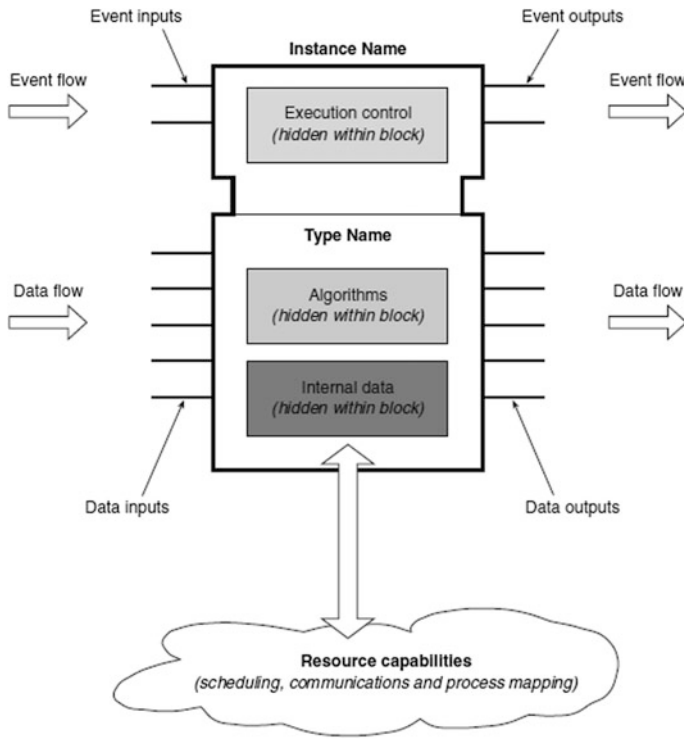 Event inputs
Event outputs
Instance Name
Event flow
Event flow
Execution control
(hidden within block)
Type Name
Data flow
Data flow
Algorithms
(hidden within block)
Internal data
(hidden within block)
Data inputs
Data outputs
Resource capabilities
(scheduling, communications and process mapping)